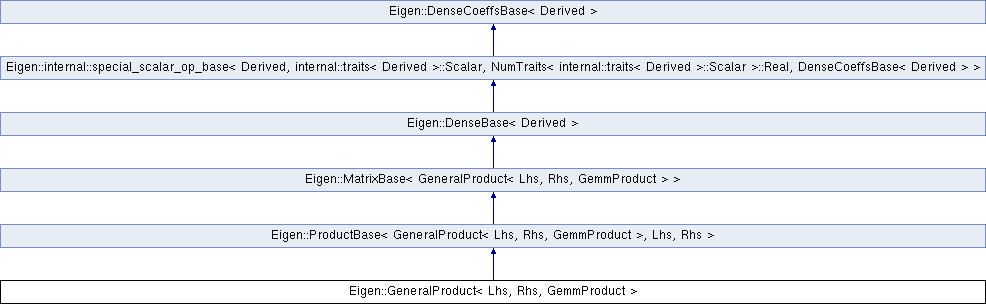 Eigen::DenseCoeffsBase< Derived >
Eigen::internal::special_scalar_op_base< Derived, internal::traits< Derived >::Scalar, NumTraits< internal::traits< Derived >::Scalar >::Real, DenseCoeffsBase< Derived > >
Eigen::DenseBase< Derived >
Eigen::MatrixBase< GeneralProduct< Lhs, Rhs, GemmProduct > >
Eigen::ProductBase< GeneralProduct< Lhs, Rhs, GemmProduct >, Lhs, Rhs >
Eigen::GeneralProduct< Lhs, Rhs, GemmProduct >